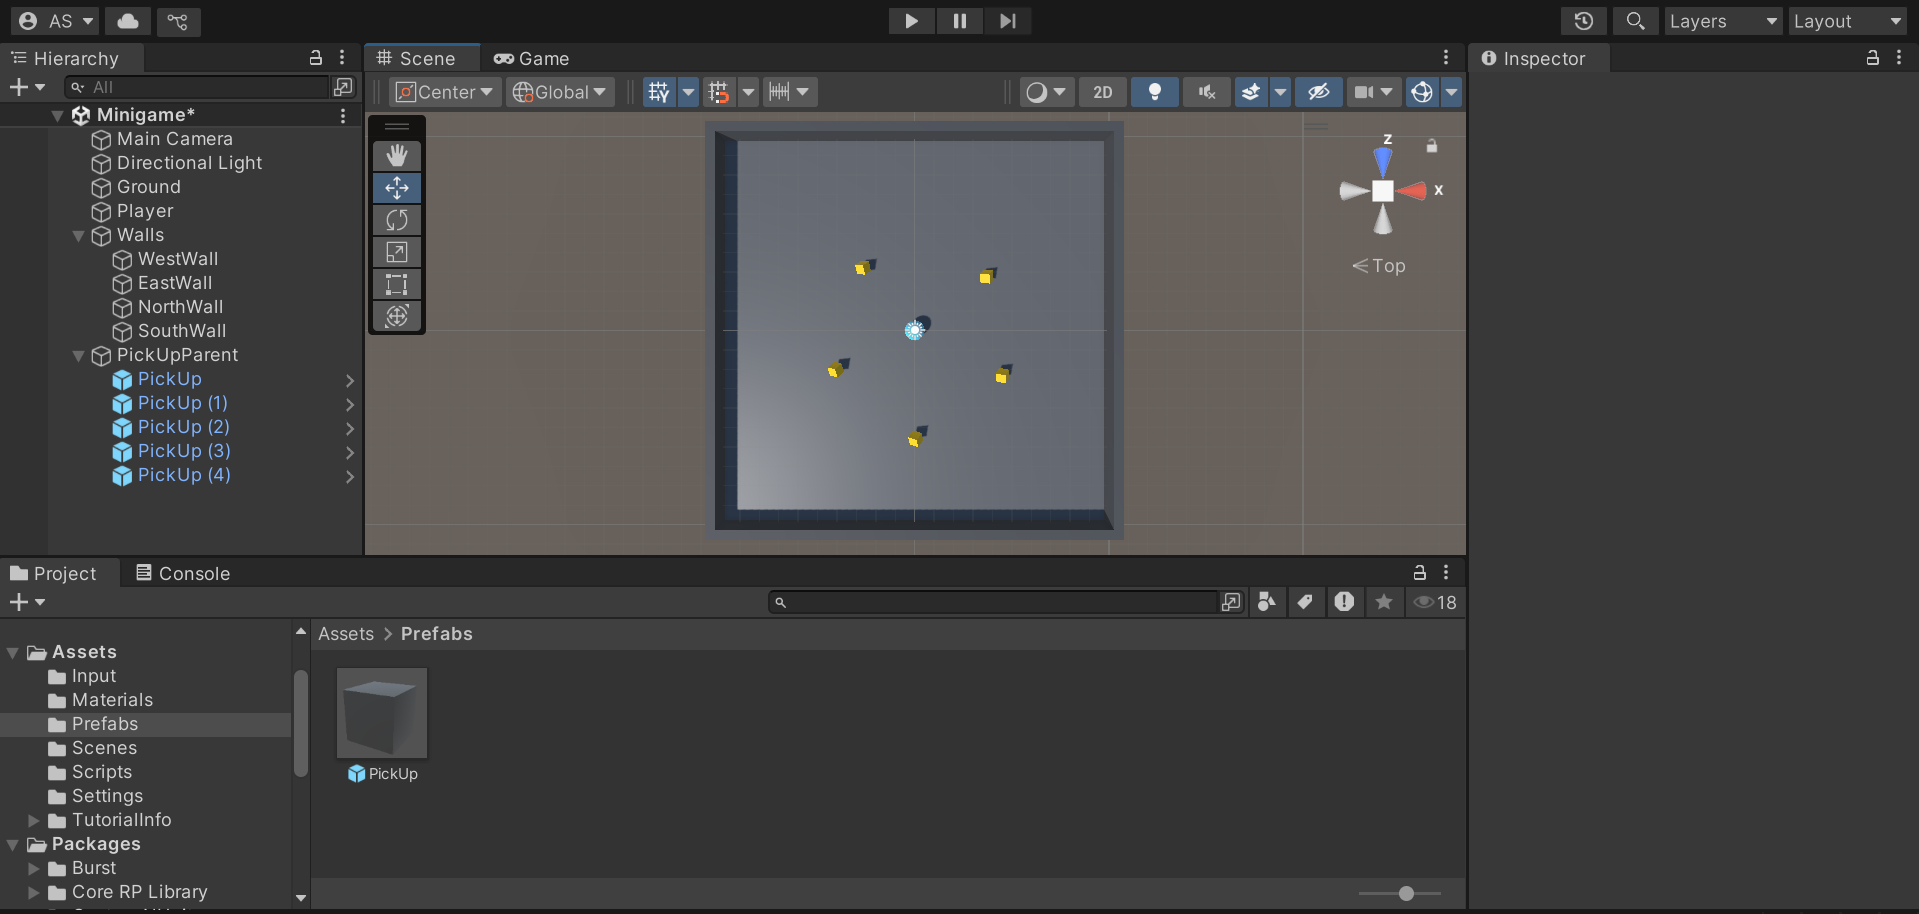 AS
Layers
Layout
Hierarchy
Scene
Game
Inspector
All
Center
Global
2D
Minigame*
Main Camera
Directional Light
Ground
Player
Walls
WestWall
EastWall
NorthWall
SouthWall
PickUpParent
PickUp
PickUp (1)
PickUp (2)
PickUp (3)
PickUp (4)
z
x
Top
Project
Console
18
Assets
Input
Materials
Prefabs
Scenes
Scripts
Settings
TutorialInfo
Packages
Burst
Core RP Library
Assets > Prefabs
PickUp